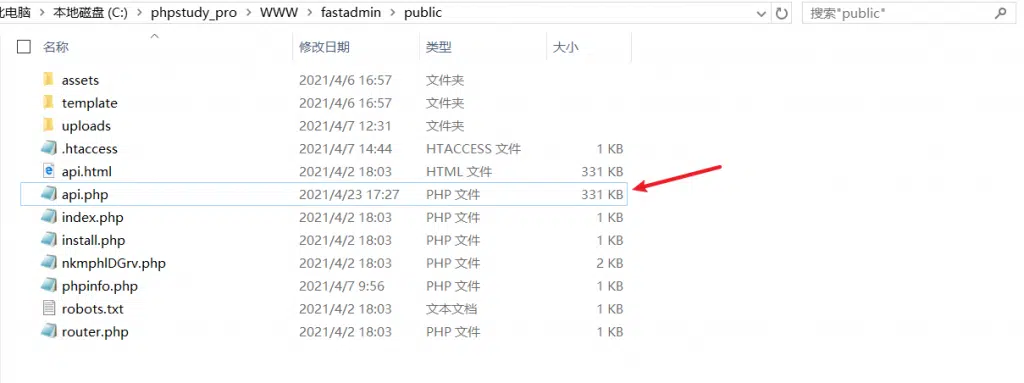 此电脑 › 本地磁盘 (C:) › phpstudy_pro › WWW › fastadmin › public 搜索"public"
名称 修改日期 类型 大小
assets 2021/4/6 16:57 文件夹
template 2021/4/6 16:57 文件夹
uploads 2021/4/7 12:31 文件夹
.htaccess 2021/4/7 14:44 HTACCESS 文件 1 KB
api.html 2021/4/2 18:03 HTML 文件 331 KB
api.php 2021/4/23 17:27 PHP 文件 331 KB
index.php 2021/4/2 18:03 PHP 文件 1 KB
install.php 2021/4/2 18:03 PHP 文件 1 KB
nkmphlDGrv.php 2021/4/2 18:03 PHP 文件 2 KB
phpinfo.php 2021/4/7 9:56 PHP 文件 1 KB
robots.txt 2021/4/2 18:03 文本文档 1 KB
router.php 2021/4/2 18:03 PHP 文件 1 KB